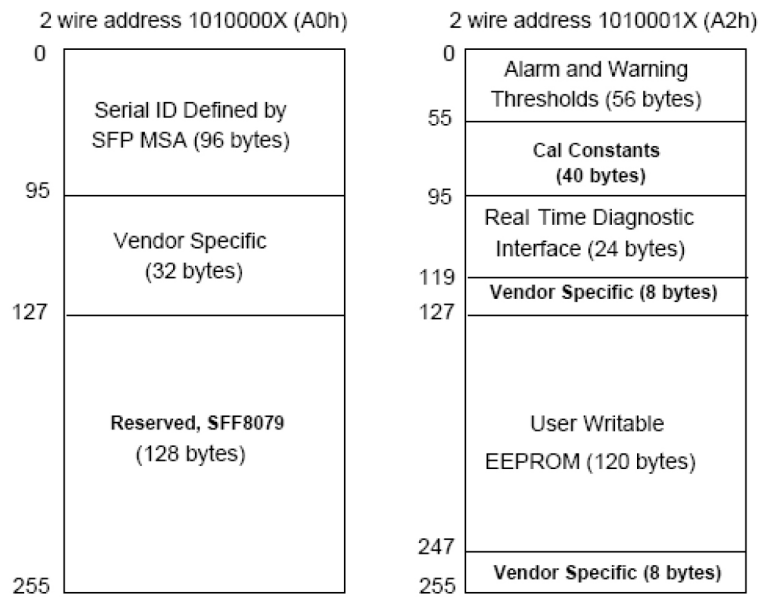 2 wire address 1010000X (A0h)
0
Serial ID Defined by
SFP MSA (96 bytes)
95
Vendor Specific
(32 bytes)
127
Reserved, SFF8079
(128 bytes)
255
2 wire address 1010001X (A2h)
0
Alarm and Warning
Thresholds (56 bytes)
55
Cal Constants
(40 bytes)
95
Real Time Diagnostic
Interface (24 bytes)
119
Vendor Specific (8 bytes)
127
User Writable
EEPROM (120 bytes)
247
Vendor Specific (8 bytes)
255